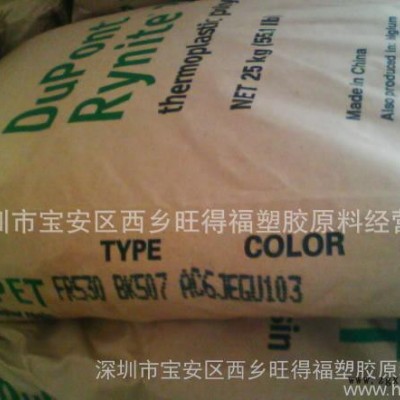 DuPont
Rynite
thermoplastic
NET 25 kg (55.1 lb)
Made in China
Also produced in
圳市宝安区西乡旺得福塑胶原料经营
TYPE COLOR
PET FR530 BK507 AC6JEGU103
深圳市宝安区西乡旺得福塑胶原